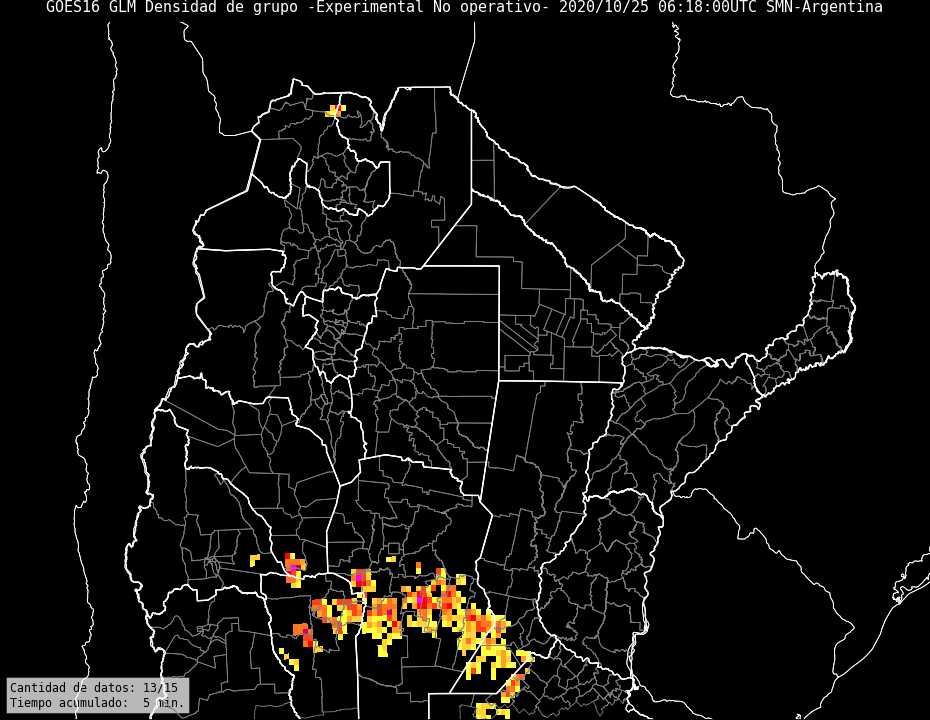 GOES16 GLM Densidad de grupo -Experimental No operativo- 2020/10/25 06:18:00UTC SMN-Argentina
Cantidad de datos: 13/15
Tiempo acumulado:  5 min.